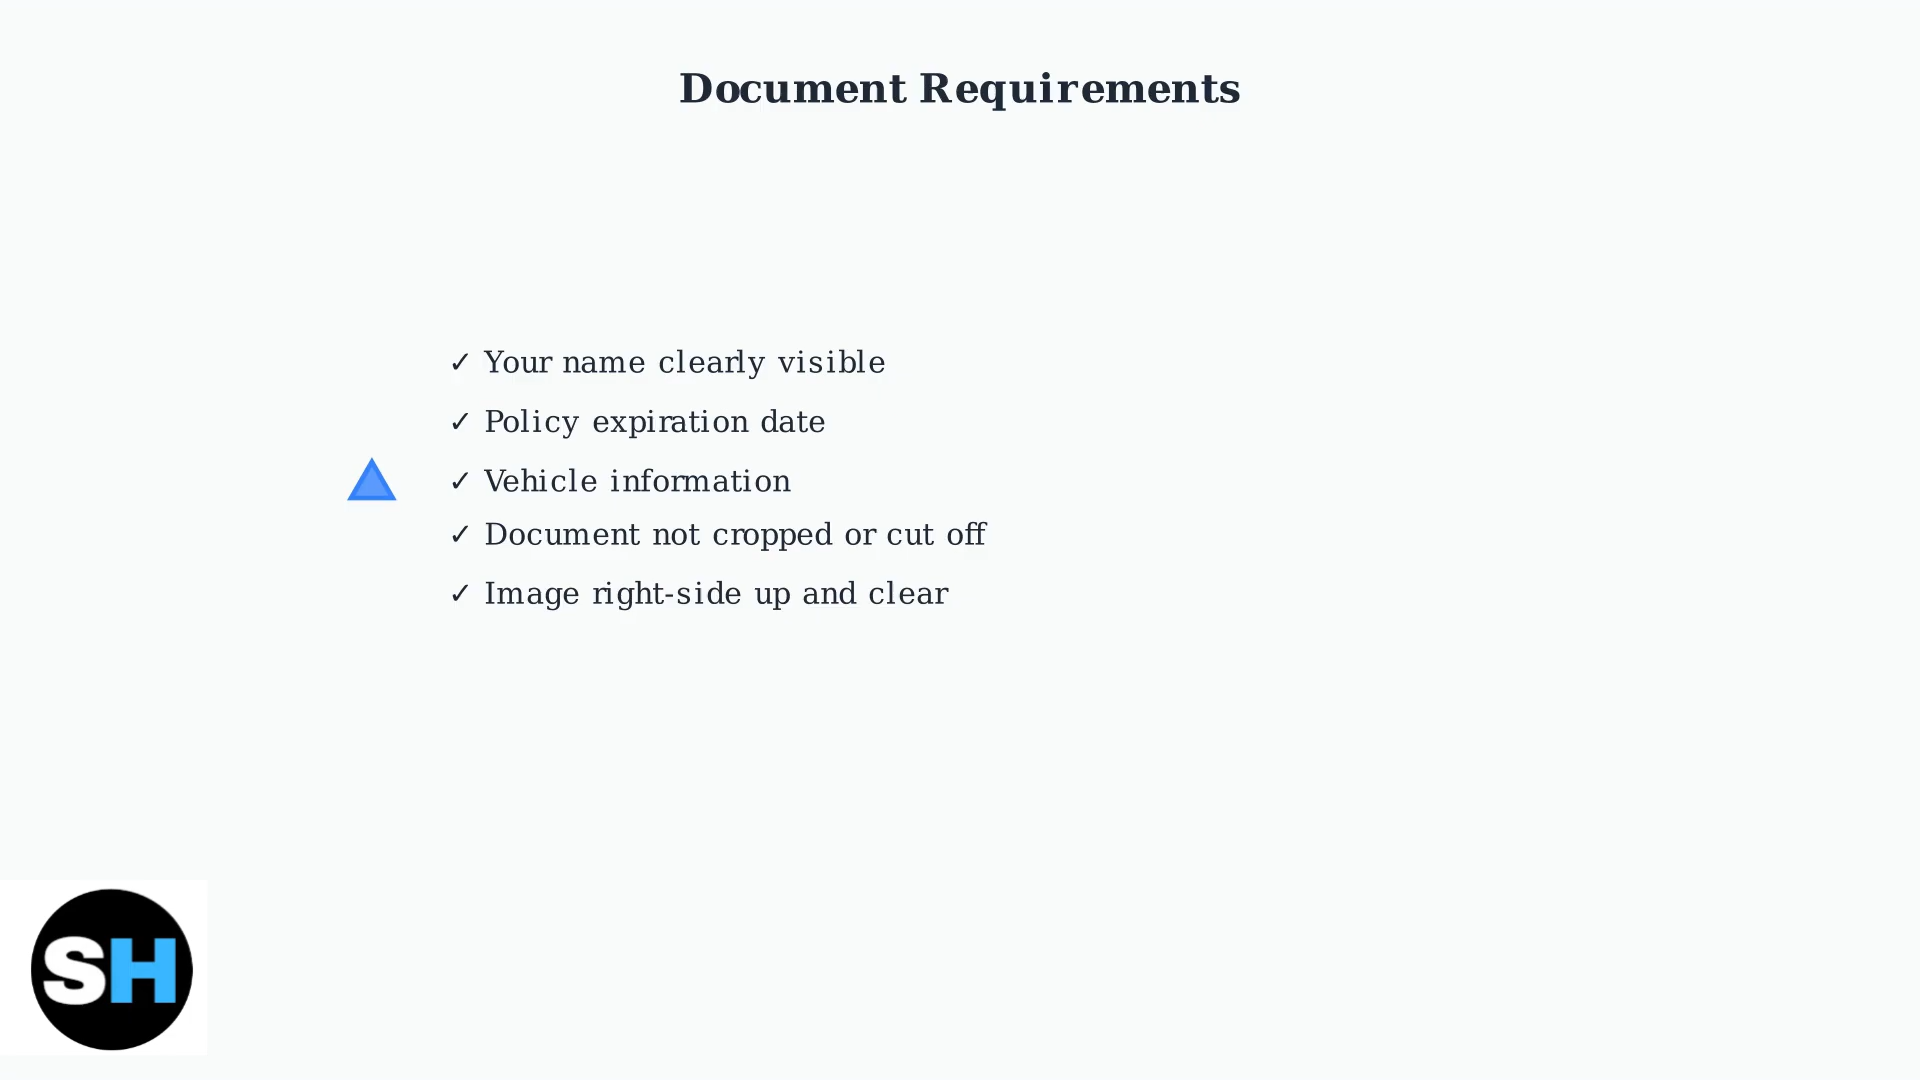 Document Requirements
✓ Your name clearly visible
✓ Policy expiration date
✓ Vehicle information
✓ Document not cropped or cut off
✓ Image right-side up and clear
SH